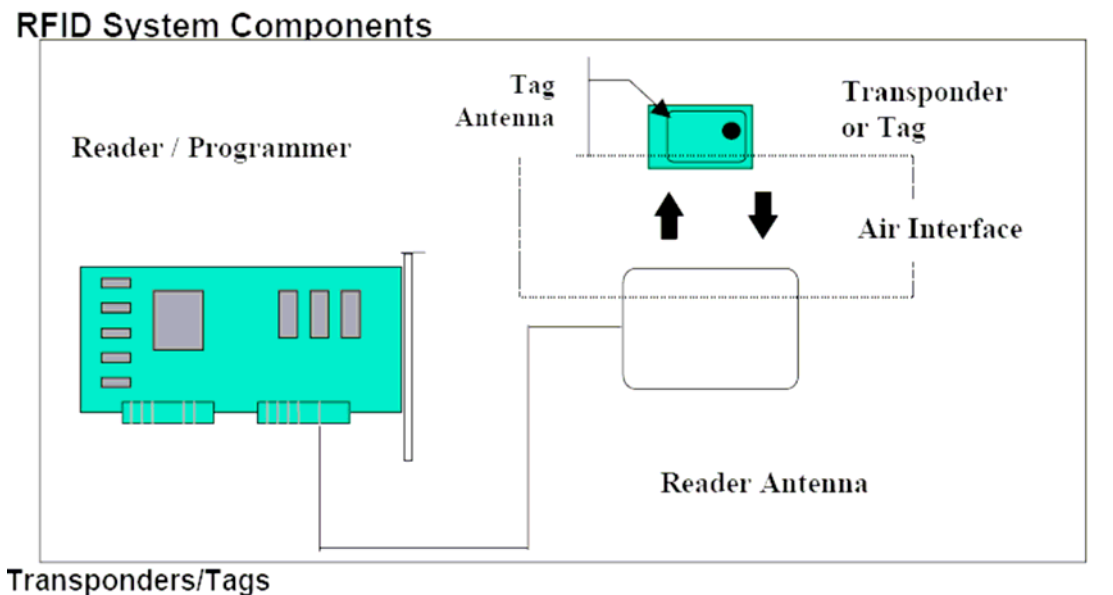 RFID System Components
Tag
Antenna
Transponder
or Tag
Reader / Programmer
Air Interface
Reader Antenna
Transponders/Tags